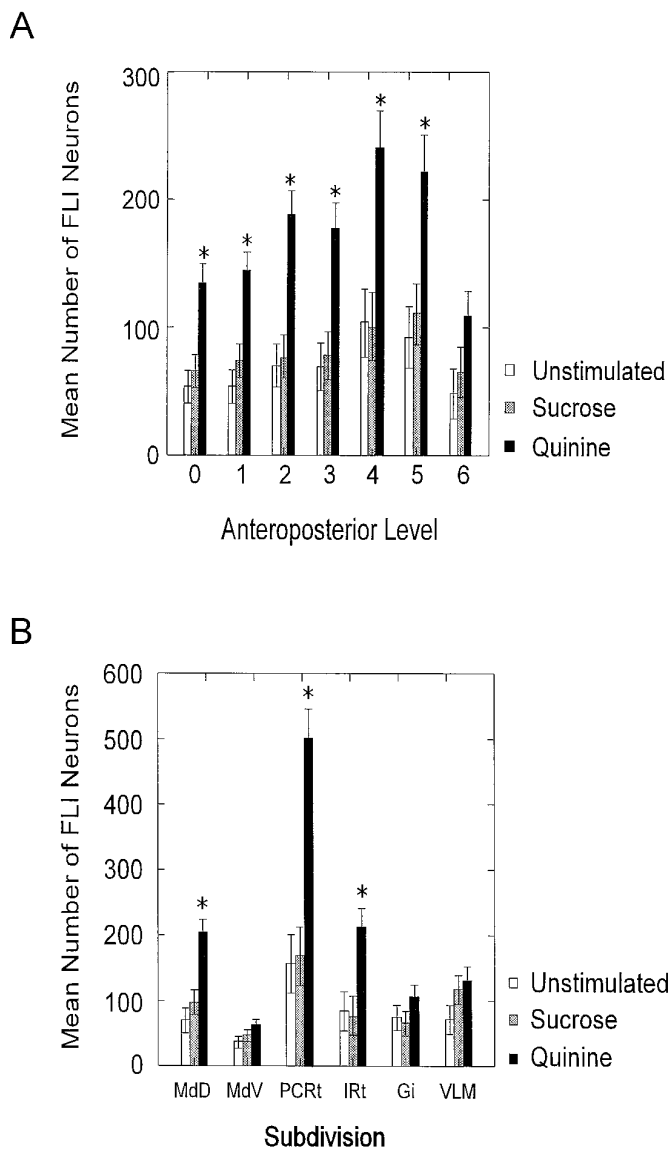 A
Mean Number of FLI Neurons
300
200
100
0
* * * * * *
0 1 2 3 4 5 6
Anteroposterior Level
Unstimulated
Sucrose
Quinine
B
Mean Number of FLI Neurons
600
500
400
300
200
100
0
* * *
MdD MdV PCRt IRt Gi VLM
Subdivision
Unstimulated
Sucrose
Quinine